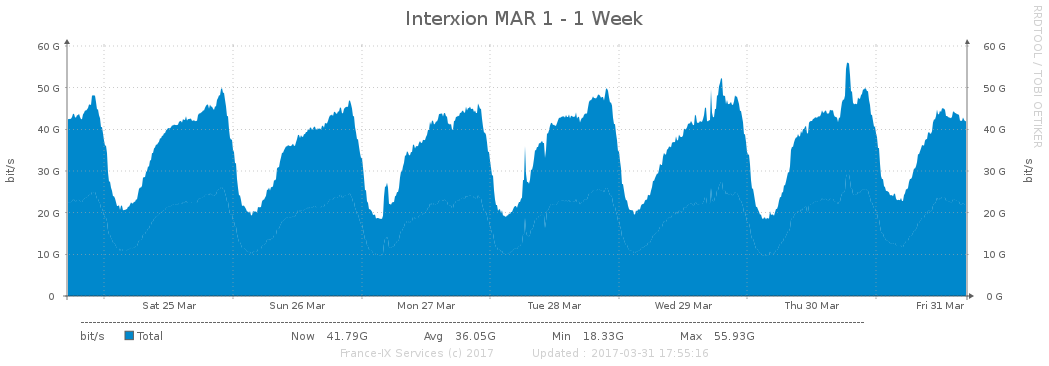 Interxion MAR 1 - 1 Week
RRDTOOL / TOBI OETIKER
60 G 60 G
50 G 50 G
40 G 40 G
30 G 30 G
20 G 20 G
10 G 10 G
0 0 G
bit/s
bit/s
Sat 25 Mar Sun 26 Mar Mon 27 Mar Tue 28 Mar Wed 29 Mar Thu 30 Mar Fri 31 Mar
bit/s Total Now 41.79G Avg 36.05G Min 18.33G Max 55.93G
France-IX Services (c) 2017 Updated : 2017-03-31 17:55:16